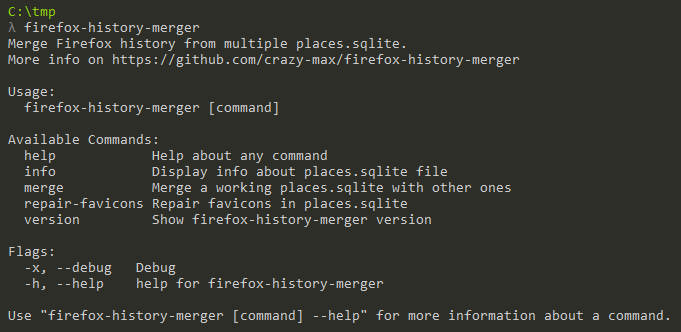 C:\tmp
λ firefox-history-merger
Merge Firefox history from multiple places.sqlite.
More info on https://github.com/crazy-max/firefox-history-merger
Usage:
firefox-history-merger [command]
Available Commands:
help Help about any command
info Display info about places.sqlite file
merge Merge a working places.sqlite with other ones
repair-favicons Repair favicons in places.sqlite
version Show firefox-history-merger version
Flags:
-x, --debug Debug
-h, --help help for firefox-history-merger
Use "firefox-history-merger [command] --help" for more information about a command.